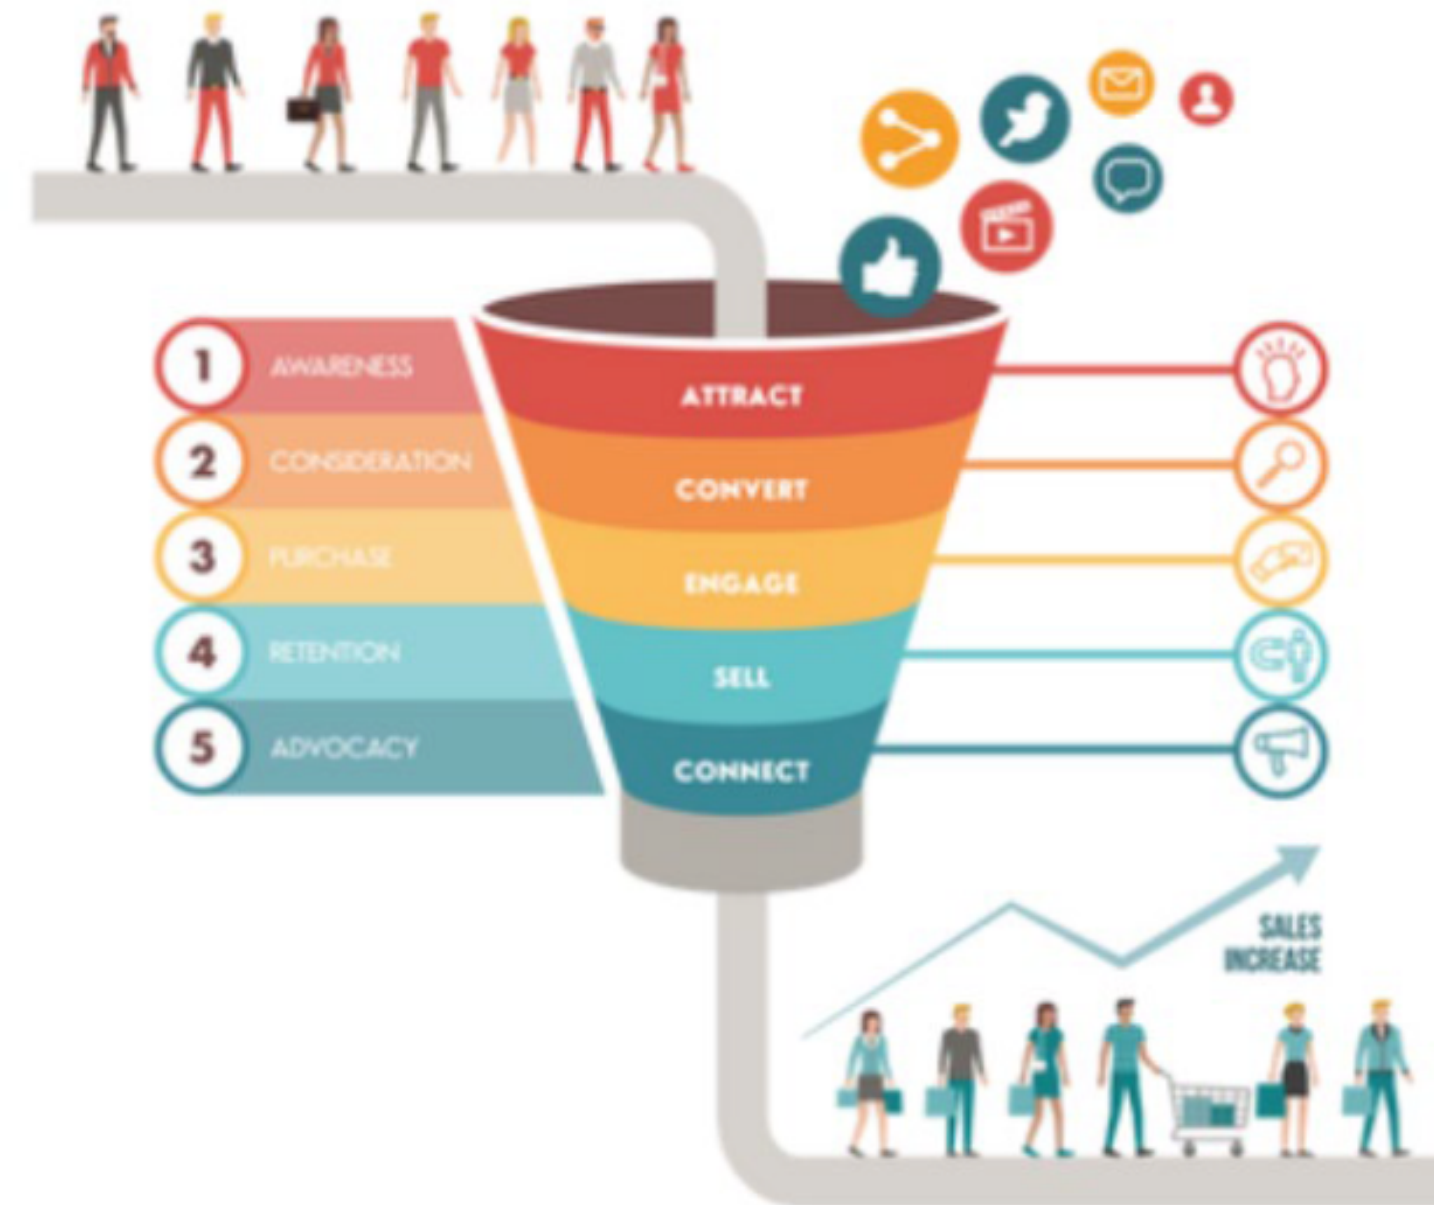 1 AWARENESS
ATTRACT
2 CONSIDERATION
CONVERT
3 PURCHASE
ENGAGE
4 RETENTION
SELL
5 ADVOCACY
CONNECT
SALES
INCREASE